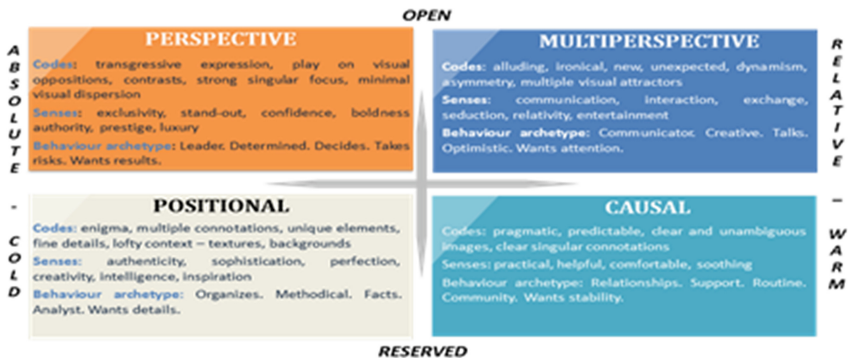 OPEN
ABSOLUTE - COLD
PERSPECTIVE
Codes: transgressive expression, play on visual
oppositions, contrasts, strong singular focus, minimal
visual dispersion
Senses: exclusivity, stand-out, confidence, boldness
authority, prestige, luxury
Behaviour archetype: Leader. Determined. Decides. Takes
risks. Wants results.
MULTIPERSPECTIVE
Codes: alluding, ironical, new, unexpected, dynamism,
asymmetry, multiple visual attractors
Senses: communication, interaction, exchange,
seduction, relativity, entertainment
Behaviour archetype: Communicator. Creative. Talks.
Optimistic. Wants attention.
RELATIVE – WARM
POSITIONAL
Codes: enigma, multiple connotations, unique elements,
fine details, lofty context – textures, backgrounds
Senses: authenticity, sophistication, perfection,
creativity, intelligence, inspiration
Behaviour archetype: Organizes. Methodical. Facts.
Analyst. Wants details.
CAUSAL
Codes: pragmatic, predictable, clear and unambiguous
images, clear singular connotations
Senses: practical, helpful, comfortable, soothing
Behaviour archetype: Relationships. Support. Routine.
Community. Wants stability.
RESERVED